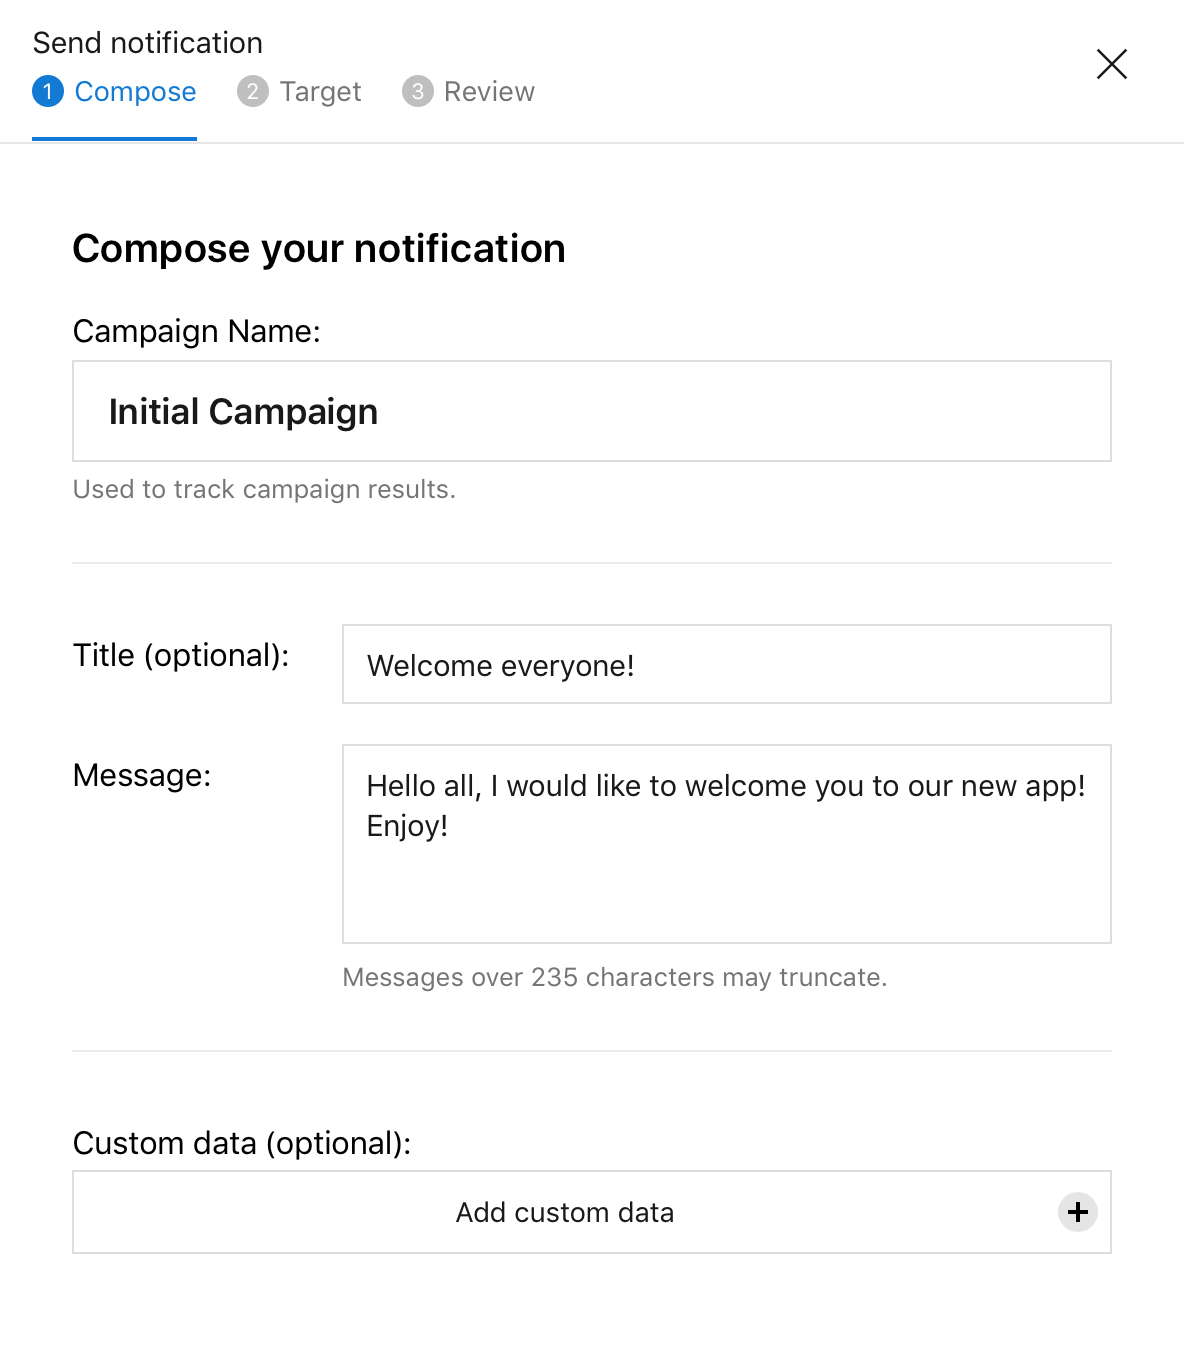 Send notification
1 Compose 2 Target 3 Review
Compose your notification
Campaign Name:
Initial Campaign
Used to track campaign results.
Title (optional):
Welcome everyone!
Message:
Hello all, I would like to welcome you to our new app!
Enjoy!
Messages over 235 characters may truncate.
Custom data (optional):
Add custom data